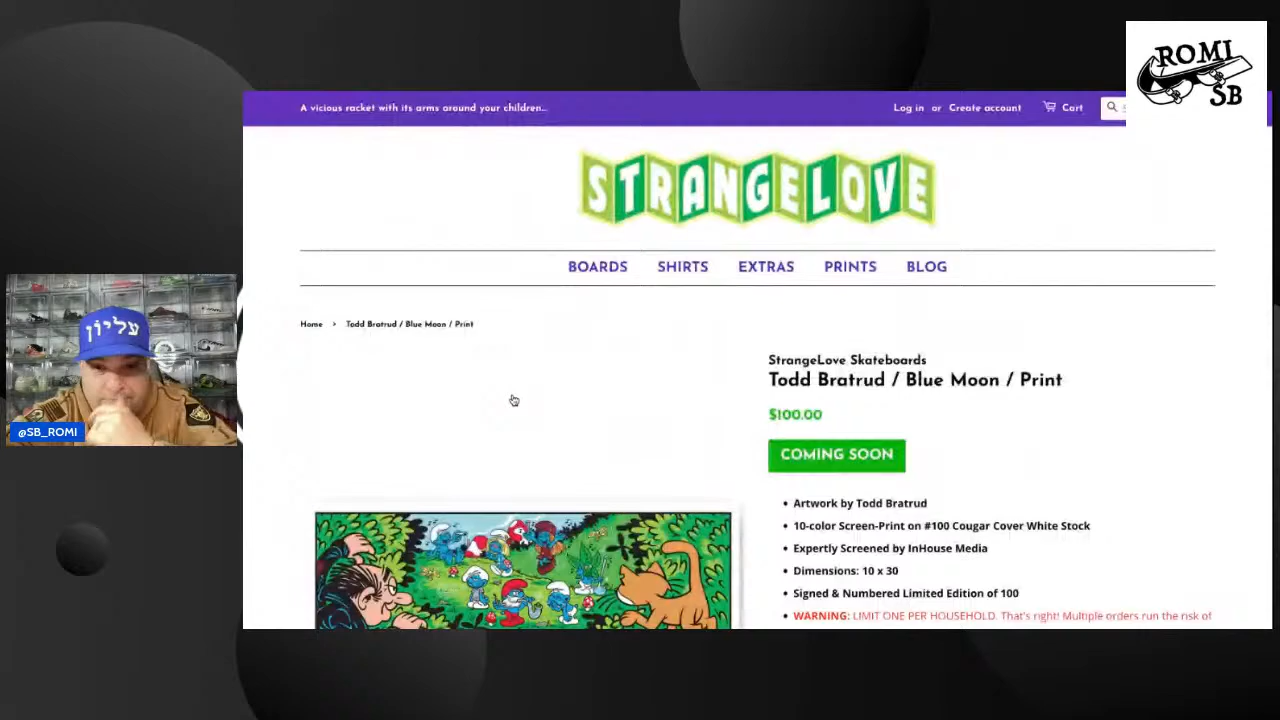 ROMI
SB
A vicious racket with its arms around your children...
Log in or Create account Cart
STRANGELOVE
BOARDS SHIRTS EXTRAS PRINTS BLOG
Home › Todd Bratrud / Blue Moon / Print
StrangeLove Skateboards
Todd Bratrud / Blue Moon / Print
$100.00
COMING SOON
• Artwork by Todd Bratrud
• 10-color Screen-Print on #100 Cougar Cover White Stock
• Expertly Screened by InHouse Media
• Dimensions: 10 x 30
• Signed & Numbered Limited Edition of 100
• WARNING: LIMIT ONE PER HOUSEHOLD. That's right! Multiple orders run the risk of
עליון
@SB_ROMI